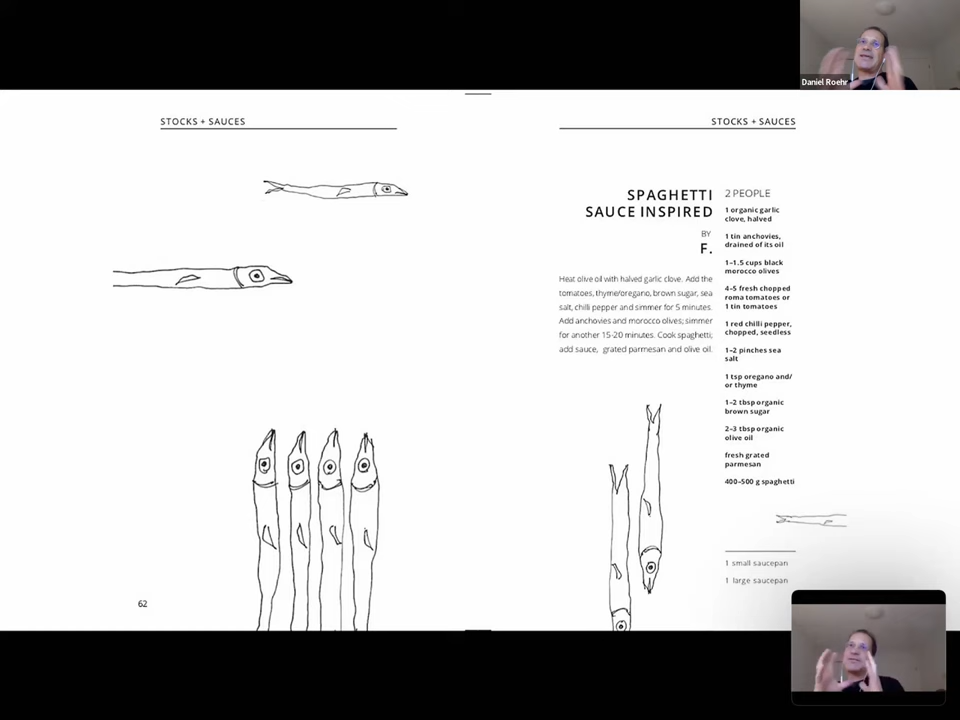 Daniel Roehr
STOCKS + SAUCES
62
STOCKS + SAUCES
SPAGHETTI
SAUCE INSPIRED
BY
F.
Heat olive oil with halved garlic clove. Add the
tomatoes, thyme/oregano, brown sugar, sea
salt, chilli pepper and simmer for 5 minutes.
Add anchovies and morocco olives; simmer
for another 15-20 minutes. Cook spaghetti;
add sauce, grated parmesan and olive oil.
2 PEOPLE
1 organic garlic
clove, halved
1 tin anchovies,
drained of its oil
1–1.5 cups black
morocco olives
4–5 fresh chopped
roma tomatoes or
1 tin tomatoes
1 red chilli pepper,
chopped, seedless
1–2 pinches sea
salt
1 tsp oregano and/
or thyme
1–2 tbsp organic
brown sugar
2–3 tbsp organic
olive oil
fresh grated
parmesan
400–500 g spaghetti
1 small saucepan
1 large saucepan